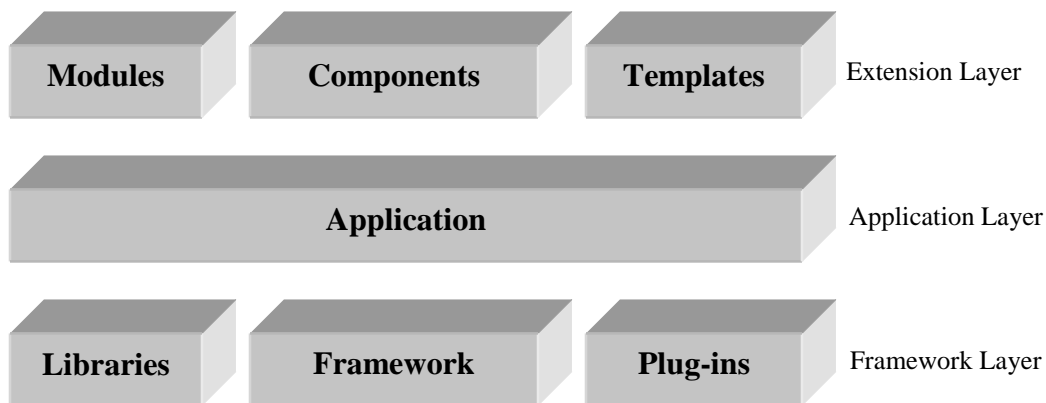 Modules Components Templates Extension Layer
Application Application Layer
Libraries Framework Plug-ins Framework Layer